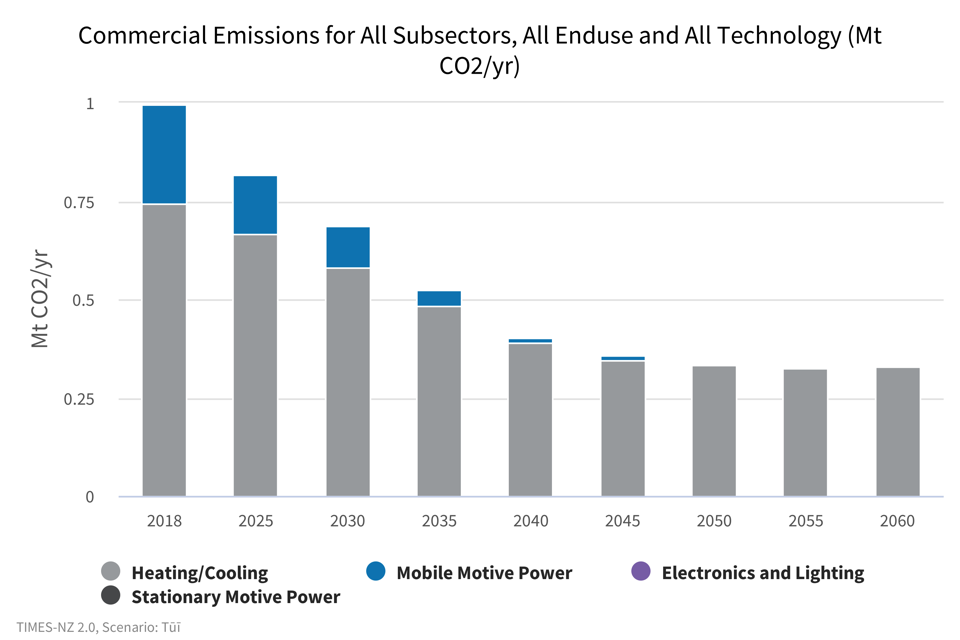 Commercial Emissions for All Subsectors, All Enduse and All Technology (Mt
CO2/yr)
Mt CO2/yr
1
0.75
0.5
0.25
0
2018 2025 2030 2035 2040 2045 2050 2055 2060
Heating/Cooling Mobile Motive Power Electronics and Lighting
Stationary Motive Power
TIMES-NZ 2.0, Scenario: Tūī